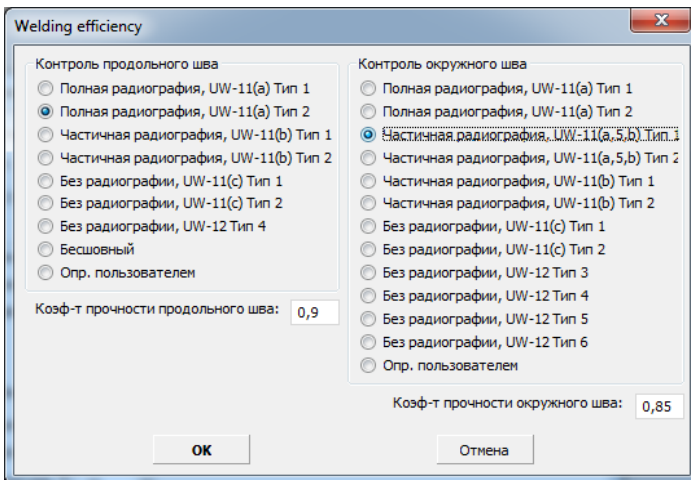 Welding efficiency
Контроль продольного шва
Полная радиография, UW-11(a) Тип 1
Полная радиография, UW-11(a) Тип 2
Частичная радиография, UW-11(b) Тип 1
Частичная радиография, UW-11(b) Тип 2
Без радиографии, UW-11(c) Тип 1
Без радиографии, UW-11(c) Тип 2
Без радиографии, UW-12 Тип 4
Бесшовный
Опр. пользователем
Коэф-т прочности продольного шва: 0,9
Контроль окружного шва
Полная радиография, UW-11(a) Тип 1
Полная радиография, UW-11(a) Тип 2
Частичная радиография, UW-11(a,5,b) Тип 1
Частичная радиография, UW-11(a,5,b) Тип 2
Частичная радиография, UW-11(b) Тип 1
Частичная радиография, UW-11(b) Тип 2
Без радиографии, UW-11(c) Тип 1
Без радиографии, UW-11(c) Тип 2
Без радиографии, UW-12 Тип 3
Без радиографии, UW-12 Тип 4
Без радиографии, UW-12 Тип 5
Без радиографии, UW-12 Тип 6
Опр. пользователем
Коэф-т прочности окружного шва: 0,85
OK
Отмена